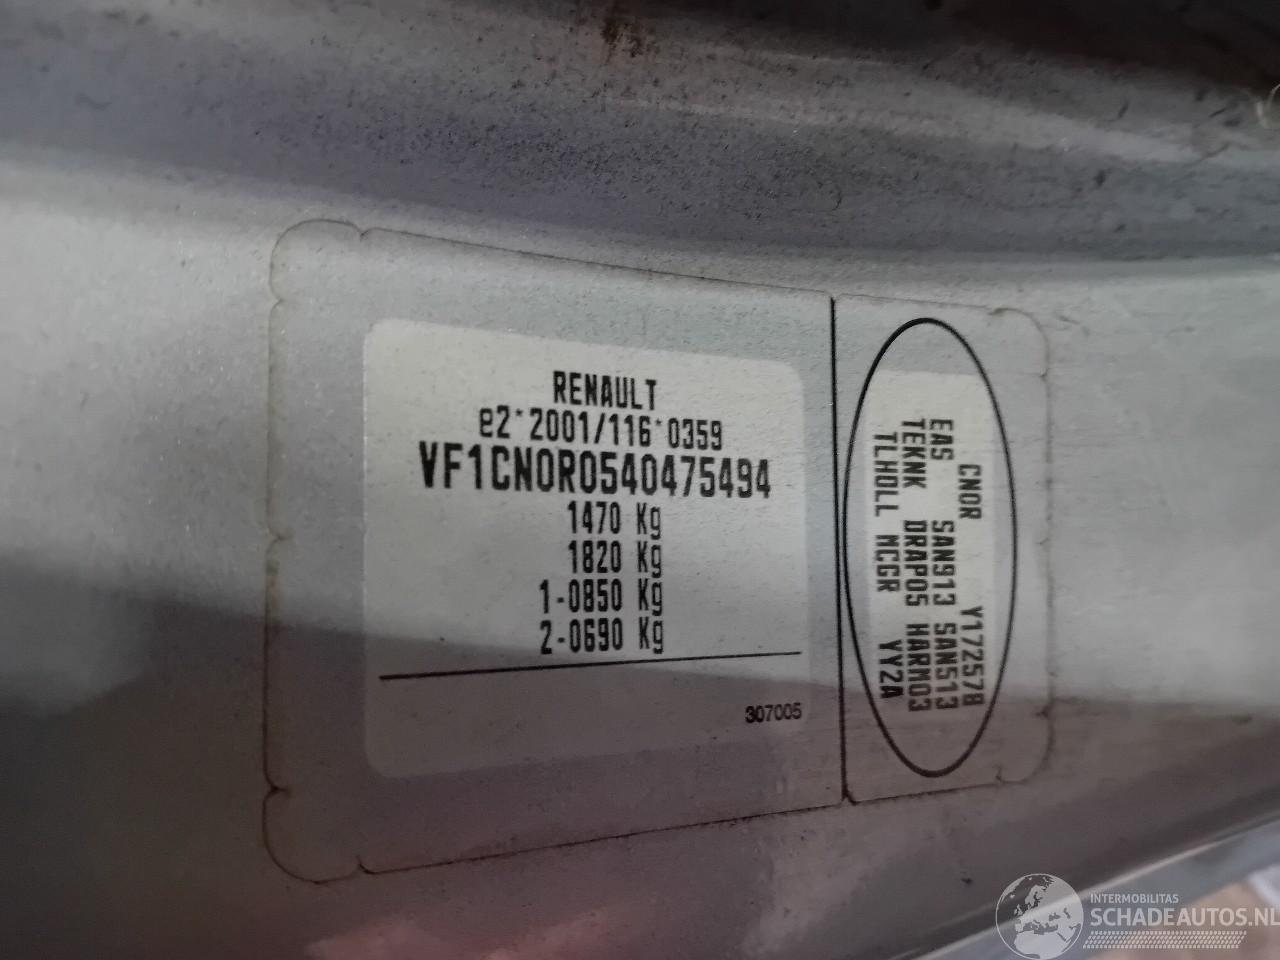 RENAULT
e2*2001/116*0359
VF1CN0R0540475494
1470 Kg
1820 Kg
1-0850 Kg
2-0690 Kg
307005
CN0R Y172578
EAS SAN913 SAN513
TEKNK DRAP05 HARM03
TLHOLL MCGR YY2A
INTERMOBILITAS
SCHADEAUTOS.NL